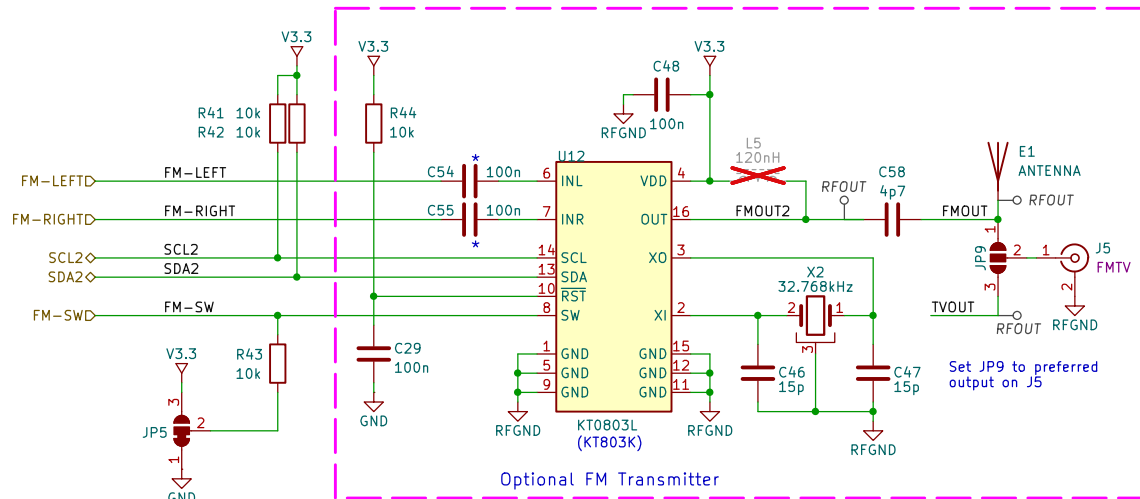 V3.3
R41 10k
R42 10k
V3.3
R44
10k
C48
100n
RFGND
V3.3
L5
120nH
E1
ANTENNA
RFOUT
FM-LEFT
FM-LEFT
C54 * 100n
U12
6 INL
VDD 4
RFOUT
C58
4p7
FM-RIGHT
FM-RIGHT
C55 * 100n
7 INR
OUT 16
FMOUT2
FMOUT
SCL2
SCL2
14 SCL
XO 3
1
JP9
2
3
1
J5
FMTV
2
RFGND
SDA2
SDA2
13 SDA
10 RST
X2
32.768kHz
FM-SW
FM-SW
8 SW
XI 2
2
1
3
TVOUT
RFOUT
V3.3
R43
10k
C29
100n
GND
1 GND
5 GND
9 GND
GND 15
GND 12
GND 11
C46
15p
C47
15p
Set JP9 to preferred
output on J5
3
JP5
2
1
GND
RFGND
KT0803L
(KT803K)
RFGND
RFGND
Optional FM Transmitter